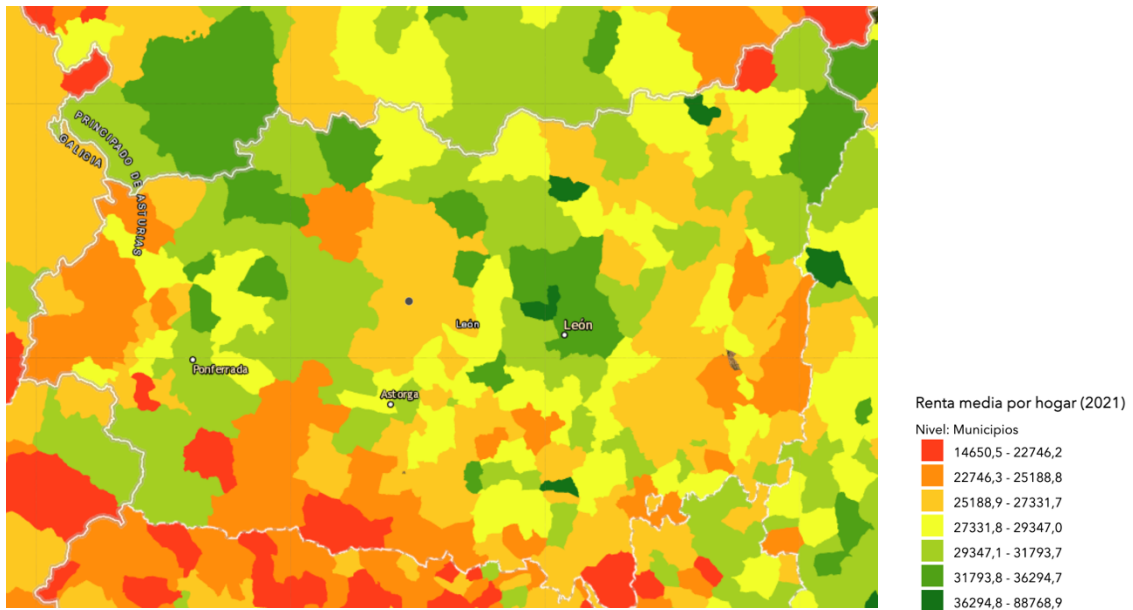 PRINCIPADO DE ASTURIAS
GALICIA
León
León
Ponferrada
Astorga
Renta media por hogar (2021)
Nivel: Municipios
14650,5 - 22746,2
22746,3 - 25188,8
25188,9 - 27331,7
27331,8 - 29347,0
29347,1 - 31793,7
31793,8 - 36294,7
36294,8 - 88768,9